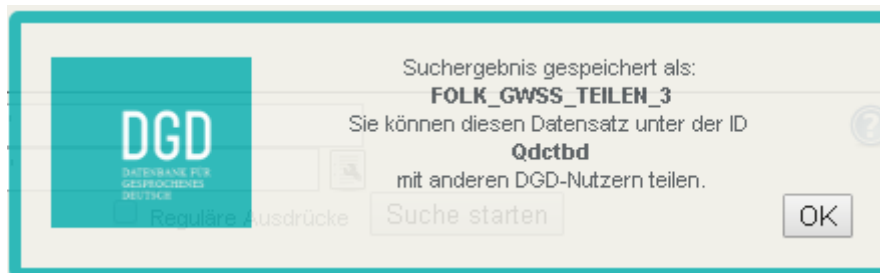 Suchergebnis gespeichert als:
FOLK_GWSS_TEILEN_3
Sie können diesen Datensatz unter der ID
Qdctbd
mit anderen DGD-Nutzern teilen.
DGD
DATENBANK FÜR
GESPROCHENES
DEUTSCH
Reguläre Ausdrücke
Suche starten
OK
?